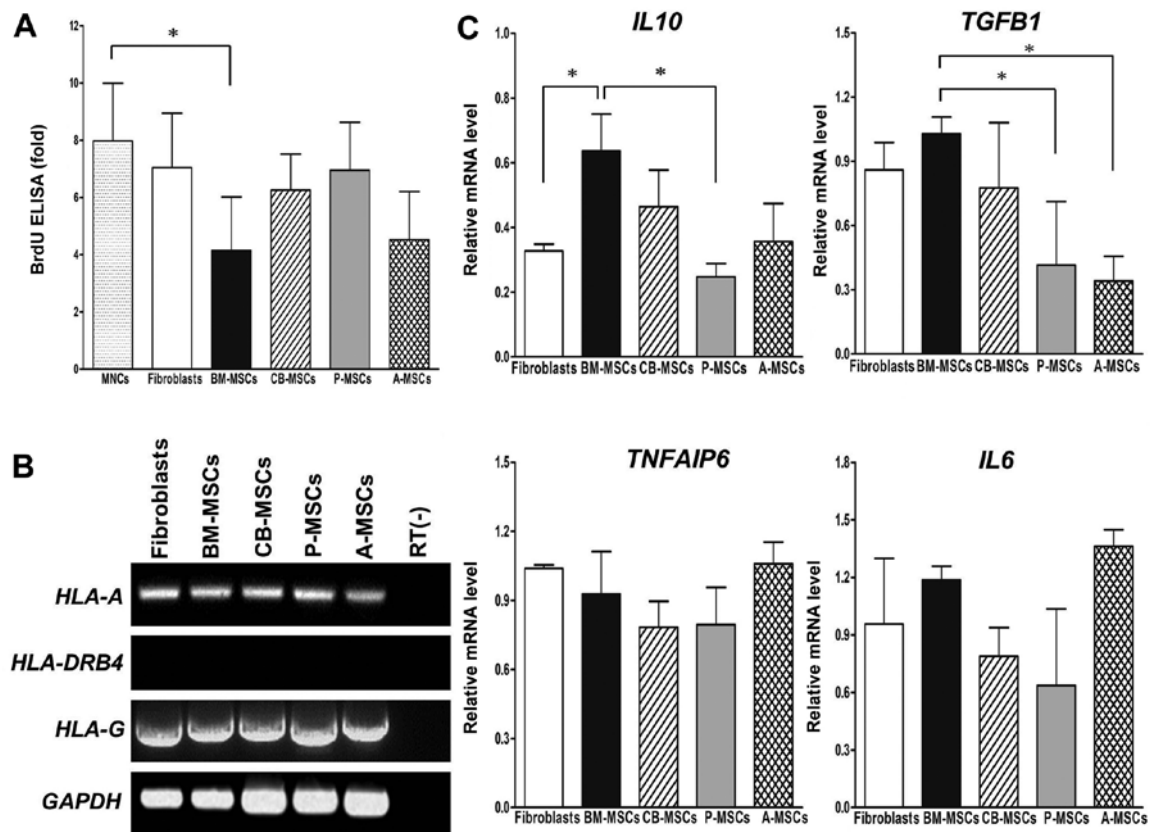 A
BrdU ELISA (fold)
12
10
8
6
4
2
0
*
MNCs Fibroblasts BM-MSCs CB-MSCs P-MSCs A-MSCs
C
IL10
Relative mRNA level
0.8
0.6
0.4
0.2
0.0
* *
Fibroblasts BM-MSCs CB-MSCs P-MSCs A-MSCs
TGFB1
Relative mRNA level
1.5
1.2
0.9
0.6
0.3
0.0
*
*
Fibroblasts BM-MSCs CB-MSCs P-MSCs A-MSCs
B
Fibroblasts
BM-MSCs
CB-MSCs
P-MSCs
A-MSCs
RT(-)
HLA-A
HLA-DRB4
HLA-G
GAPDH
TNFAIP6
Relative mRNA level
1.5
1.2
0.9
0.6
0.3
0.0
Fibroblasts BM-MSCs CB-MSCs P-MSCs A-MSCs
IL6
Relative mRNA level
1.8
1.5
1.2
0.9
0.6
0.3
0.0
Fibroblasts BM-MSCs CB-MSCs P-MSCs A-MSCs